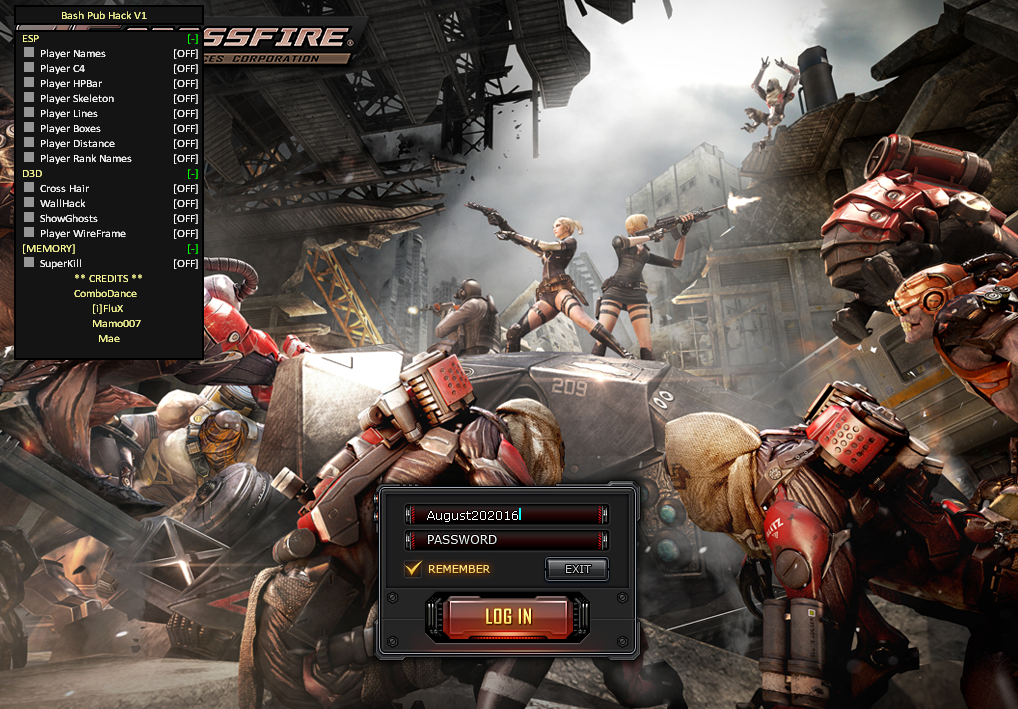 Bash Pub Hack V1
SSFIRE
CES CORPORATION
ESP [-]
Player Names [OFF]
Player C4 [OFF]
Player HPBar [OFF]
Player Skeleton [OFF]
Player Lines [OFF]
Player Boxes [OFF]
Player Distance [OFF]
Player Rank Names [OFF]
D3D [-]
Cross Hair [OFF]
WallHack [OFF]
ShowGhosts [OFF]
Player WireFrame [OFF]
[MEMORY] [-]
SuperKill [OFF]
** CREDITS **
ComboDance
[i]FluX
Mamo007
Mae
209
00
August202016
PASSWORD
REMEMBER
EXIT
LOG IN